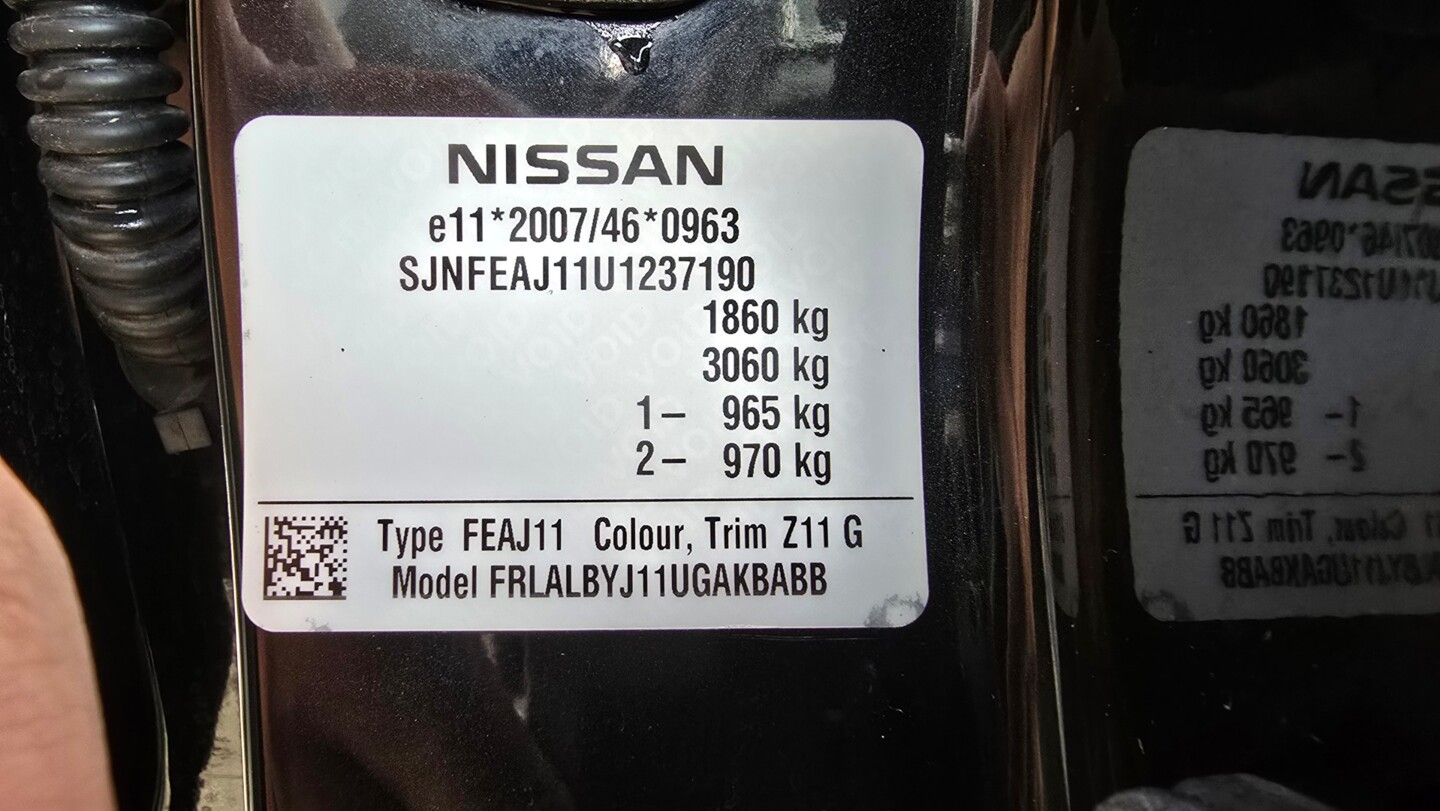 NISSAN
e11*2007/46*0963
SJNFEAJ11U1237190
1860 kg
3060 kg
1– 965 kg
2– 970 kg
Type FEAJ11 Colour, Trim Z11 G
Model FRLALBYJ11UGAKBABB